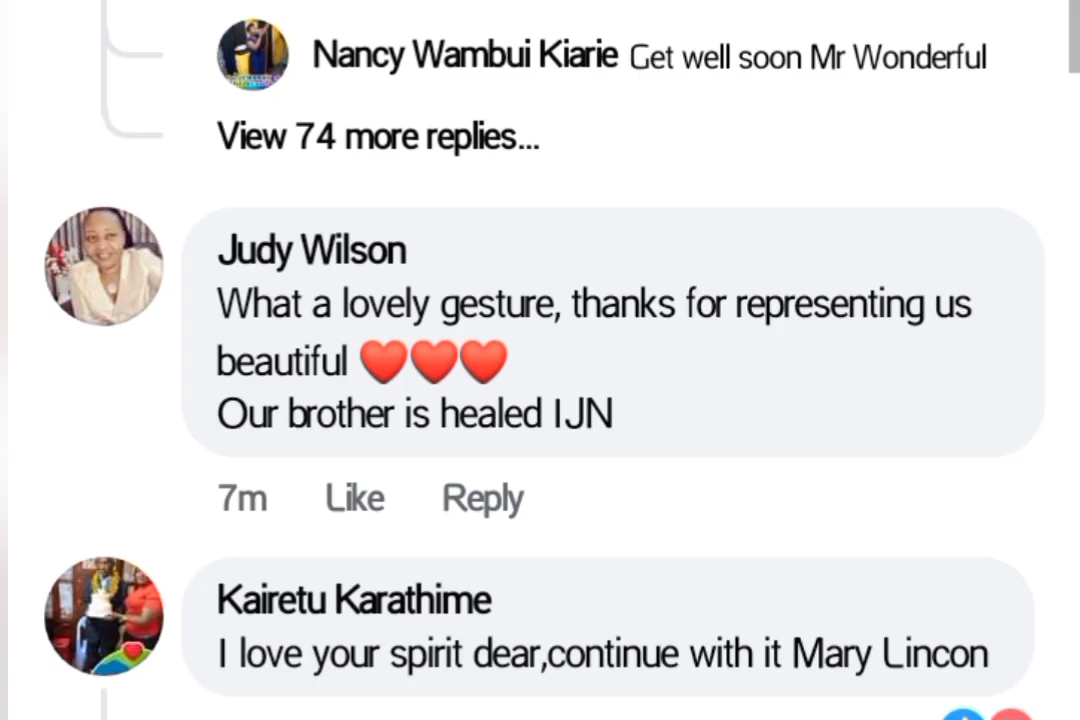 Nancy Wambui Kiarie Get well soon Mr Wonderful
View 74 more replies...
Judy Wilson
What a lovely gesture, thanks for representing us
beautiful ❤️❤️❤️
Our brother is healed IJN
7m Like Reply
Kairetu Karathime
I love your spirit dear,continue with it Mary Lincon